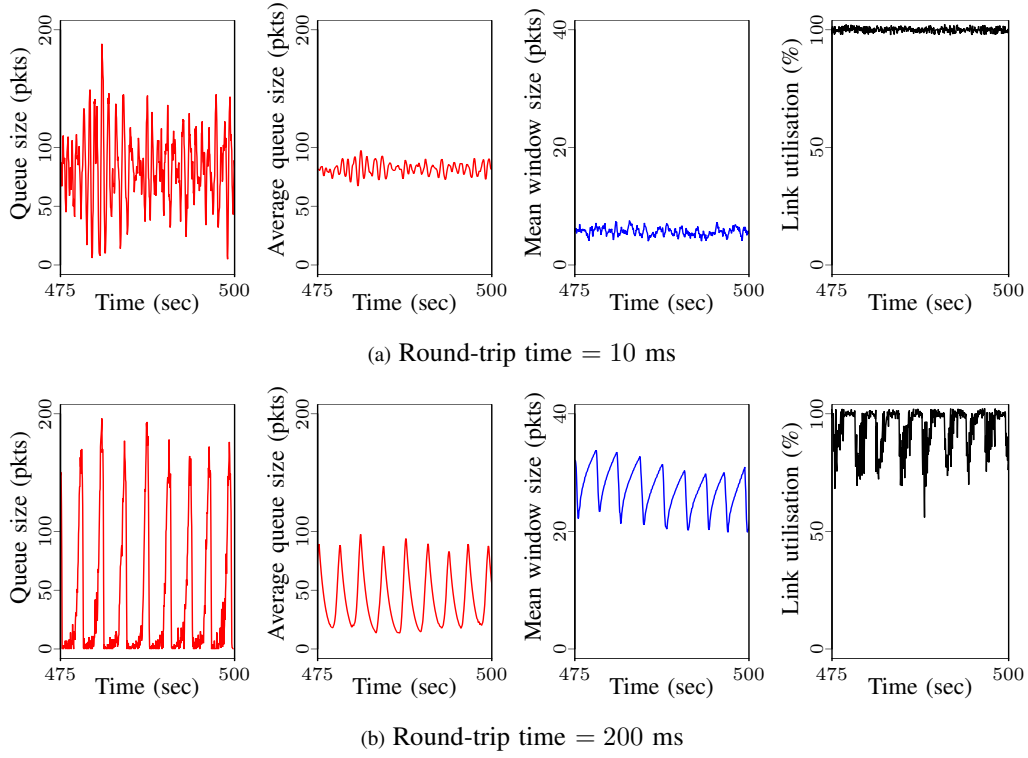 Queue size (pkts)
0 50 100 200
475 500
Time (sec)
Average queue size (pkts)
0 50 100 200
475 500
Time (sec)
Mean window size (pkts)
0 20 40
475 500
Time (sec)
Link utilisation (%)
0 50 100
475 500
Time (sec)
(a) Round-trip time = 10 ms
Queue size (pkts)
0 50 100 200
475 500
Time (sec)
Average queue size (pkts)
0 50 100 200
475 500
Time (sec)
Mean window size (pkts)
0 20 40
475 500
Time (sec)
Link utilisation (%)
0 50 100
475 500
Time (sec)
(b) Round-trip time = 200 ms